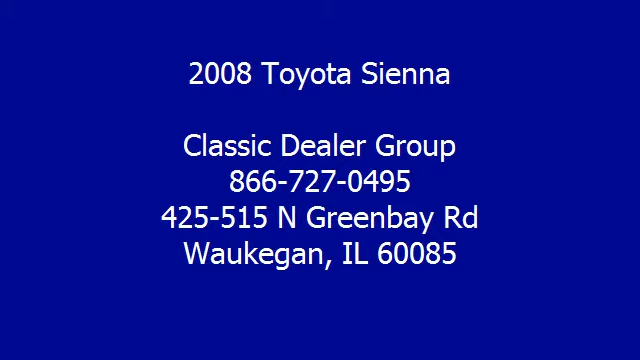 2008 Toyota Sienna
Classic Dealer Group
866-727-0495
425-515 N Greenbay Rd
Waukegan, IL 60085